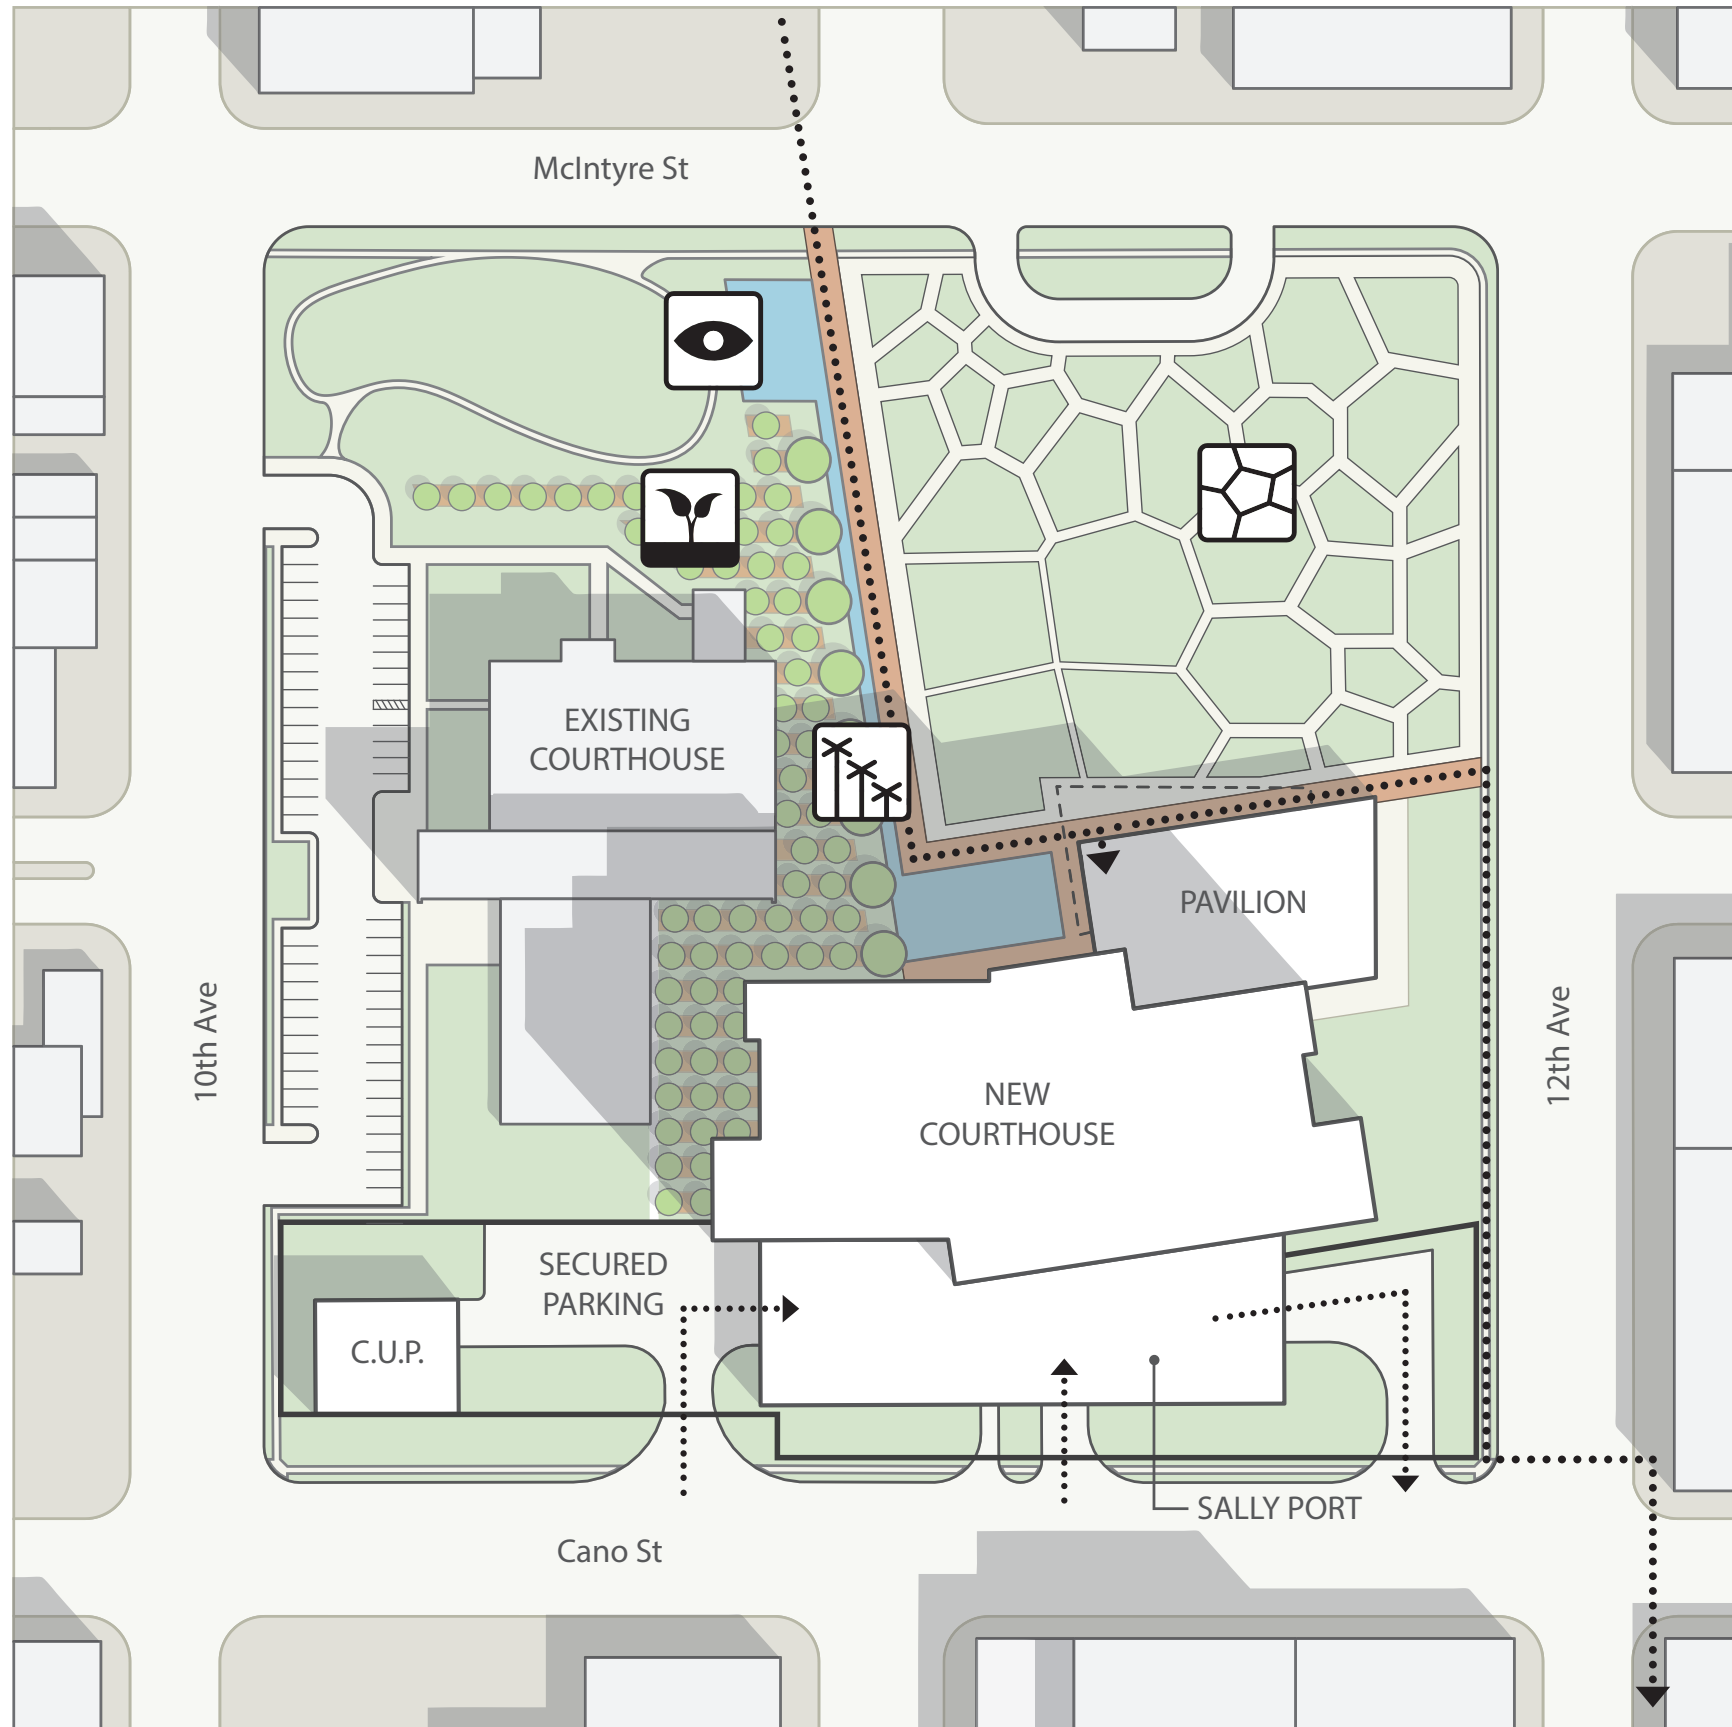 McIntyre St
EXISTING
COURTHOUSE
PAVILION
10th Ave
12th Ave
NEW
COURTHOUSE
SECURED
PARKING
C.U.P.
SALLY PORT
Cano St